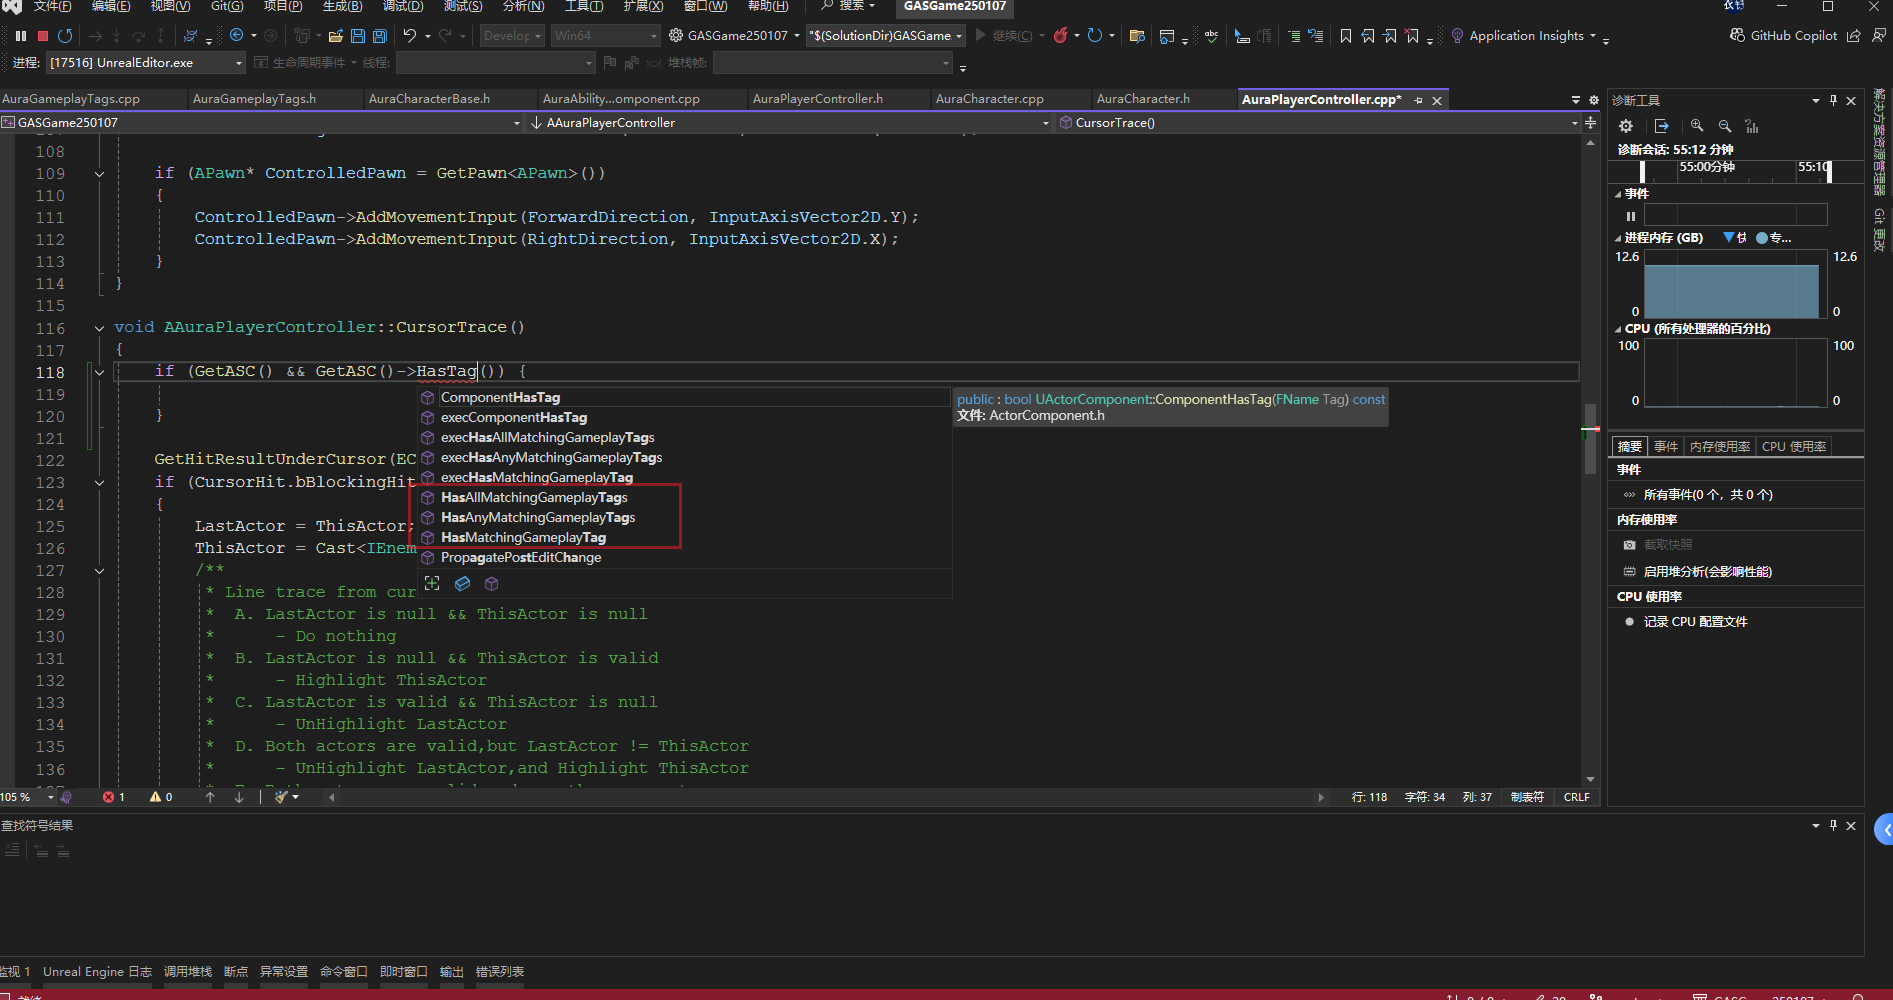 文件(F) 编辑(E) 视图(V) Git(G) 项目(P) 生成(B) 调试(D) 测试(S) 分析(N) 工具(T) 扩展(X) 窗口(W) 帮助(H) 搜索 GASGame250107
Develop Win64 GASGame250107 "$(SolutionDir)GASGame. 继续(C) Application Insights GitHub Copilot
进程: [17516] UnrealEditor.exe 生命周期事件 线程: 堆栈帧:
AuraGameplayTags.cpp AuraGameplayTags.h AuraCharacterBase.h AuraAbility...omponent.cpp AuraPlayerController.h AuraCharacter.cpp AuraCharacter.h AuraPlayerController.cpp*
GASGame250107 AAuraPlayerController CursorTrace()
108
109 if (APawn* ControlledPawn = GetPawn<APawn>())
110 {
111 ControlledPawn->AddMovementInput(ForwardDirection, InputAxisVector2D.Y);
112 ControlledPawn->AddMovementInput(RightDirection, InputAxisVector2D.X);
113 }
114 }
115
116 void AAuraPlayerController::CursorTrace()
117 {
118 if (GetASC() && GetASC()->HasTag()) {
119
120 }
121
122 GetHitResultUnderCursor(EC
123 if (CursorHit.bBlockingHit
124 {
125 LastActor = ThisActor;
126 ThisActor = Cast<IEnem
127 /**
128 * Line trace from cur
129 * A. LastActor is null && ThisActor is null
130 * - Do nothing
131 * B. LastActor is null && ThisActor is valid
132 * - Highlight ThisActor
133 * C. LastActor is valid && ThisActor is null
134 * - UnHighlight LastActor
135 * D. Both actors are valid,but LastActor != ThisActor
136 * - UnHighlight LastActor,and Highlight ThisActor
ComponentHasTag
execComponentHasTag
execHasAllMatchingGameplayTags
execHasAnyMatchingGameplayTags
execHasMatchingGameplayTag
HasAllMatchingGameplayTags
HasAnyMatchingGameplayTags
HasMatchingGameplayTag
PropagatePostEditChange
public : bool UActorComponent::ComponentHasTag(FName Tag) const
文件: ActorComponent.h
105 % 1 0 行: 118 字符: 34 列: 37 制表符 CRLF
诊断工具
诊断会话: 55:12 分钟
55:00分钟 55:10
事件
进程内存 (GB) 快 专...
12.6 12.6
0 0
CPU (所有处理器的百分比)
100 100
0 0
摘要 事件 内存使用率 CPU 使用率
事件
所有事件(0 个，共 0 个)
内存使用率
截取快照
启用堆分析(会影响性能)
CPU 使用率
记录 CPU 配置文件
解决方案资源管理器
Git 更改
查找符号结果
监视 1 Unreal Engine 日志 调用堆栈 断点 异常设置 命令窗口 即时窗口 输出 错误列表